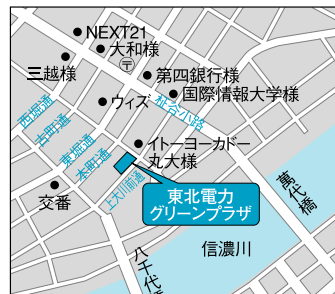 NEXT21
大和様
三越様
〒
第四銀行様
国際情報大学様
ウィズ
柾谷小路
西堀通
古町通
東堀通
本町通
上大川前通
イトーヨーカドー
丸大様
交番
東北電力
グリーンプラザ
萬代橋
信濃川
八千代橋